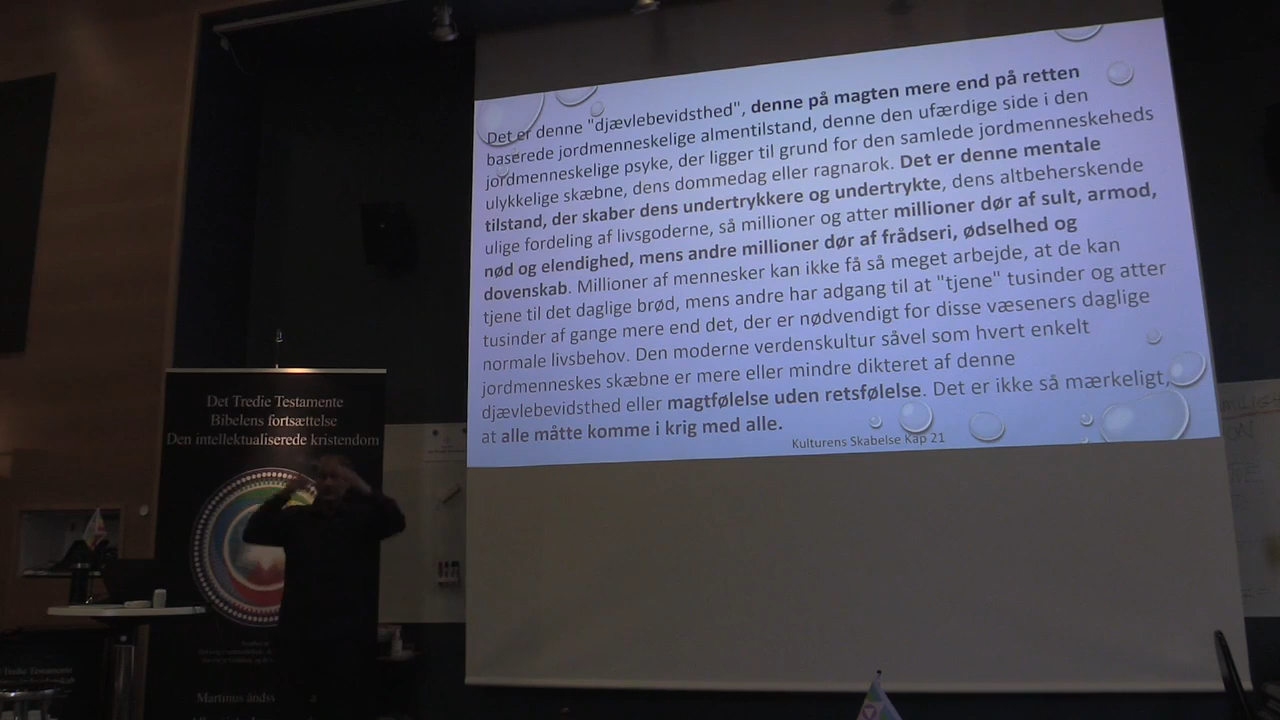 Det er denne "djævlebevidsthed", denne på magten mere end på retten
baserede jordmenneskelige almentilstand, denne den ufærdige side i den
jordmenneskelige psyke, der ligger til grund for den samlede jordmenneskeheds
ulykkelige skæbne, dens dommedag eller ragnarok. Det er denne mentale
tilstand, der skaber dens undertrykkere og undertrykte, dens altbeherskende
ulige fordeling af livsgoderne, så millioner og atter millioner dør af sult, armod,
nød og elendighed, mens andre millioner dør af frådseri, ødselhed og
dovenskab. Millioner af mennesker kan ikke få så meget arbejde, at de kan
tjene til det daglige brød, mens andre har adgang til at "tjene" tusinder og atter
tusinder af gange mere end det, der er nødvendigt for disse væseners daglige
normale livsbehov. Den moderne verdenskultur såvel som hvert enkelt
jordmenneskes skæbne er mere eller mindre dikteret af denne
djævlebevidsthed eller magtfølelse uden retsfølelse. Det er ikke så mærkeligt,
at alle måtte komme i krig med alle.
Kulturens Skabelse Kap 21
Det Tredie Testamente
Bibelens fortsættelse
Den intellektualiserede kristendom
Martinus
Tredie Testamente